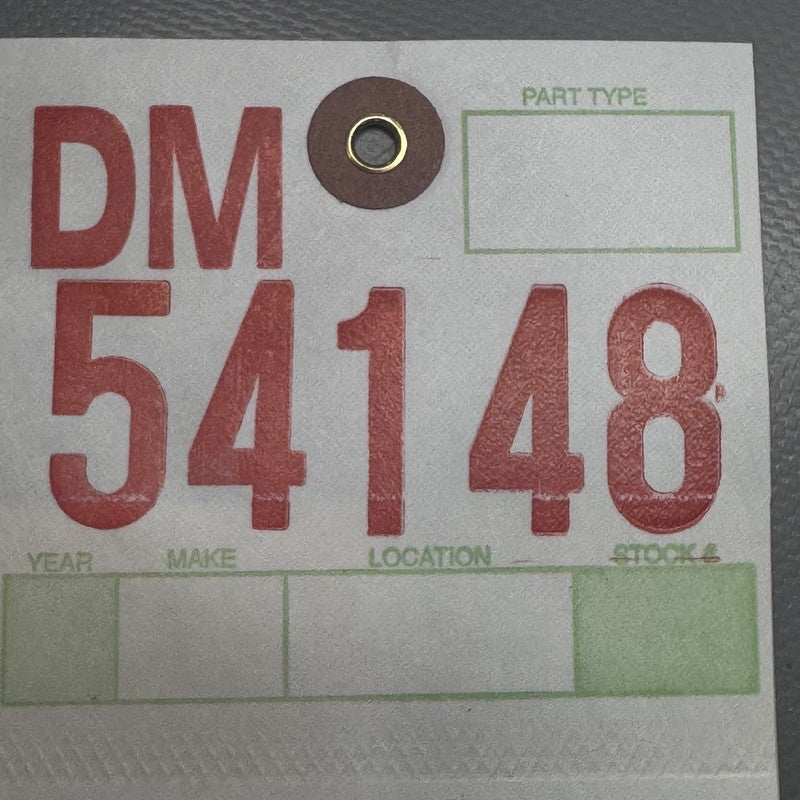 DM
PART TYPE
54148
YEAR MAKE LOCATION STOCK #